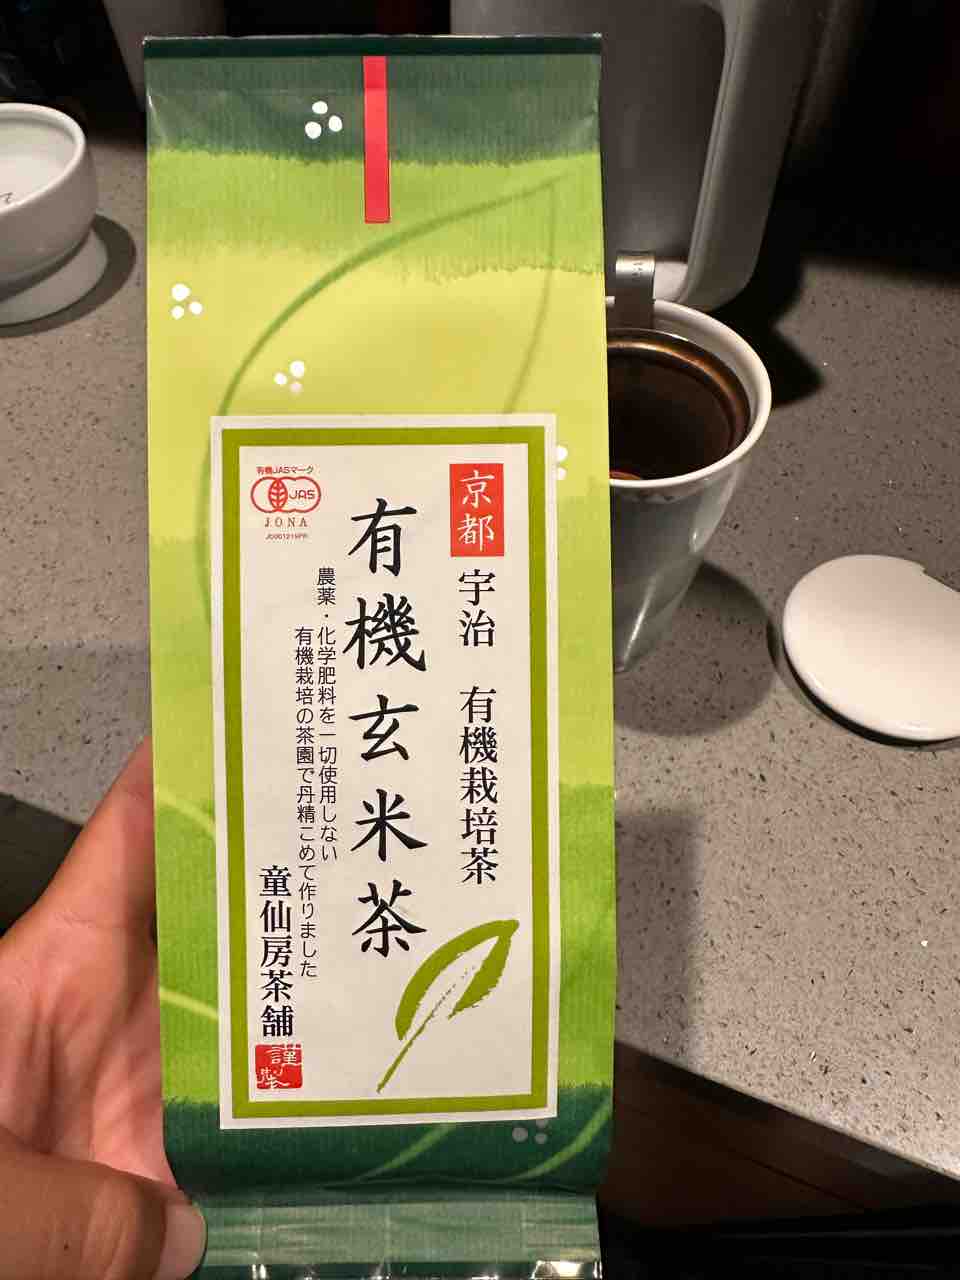 有機JASマーク
JAS
JONA
京都
宇治 有機栽培茶
有機玄米茶
農薬・化学肥料を一切使用しない
有機栽培の茶園で丹精こめて作りました
童仙房茶舗
謹製